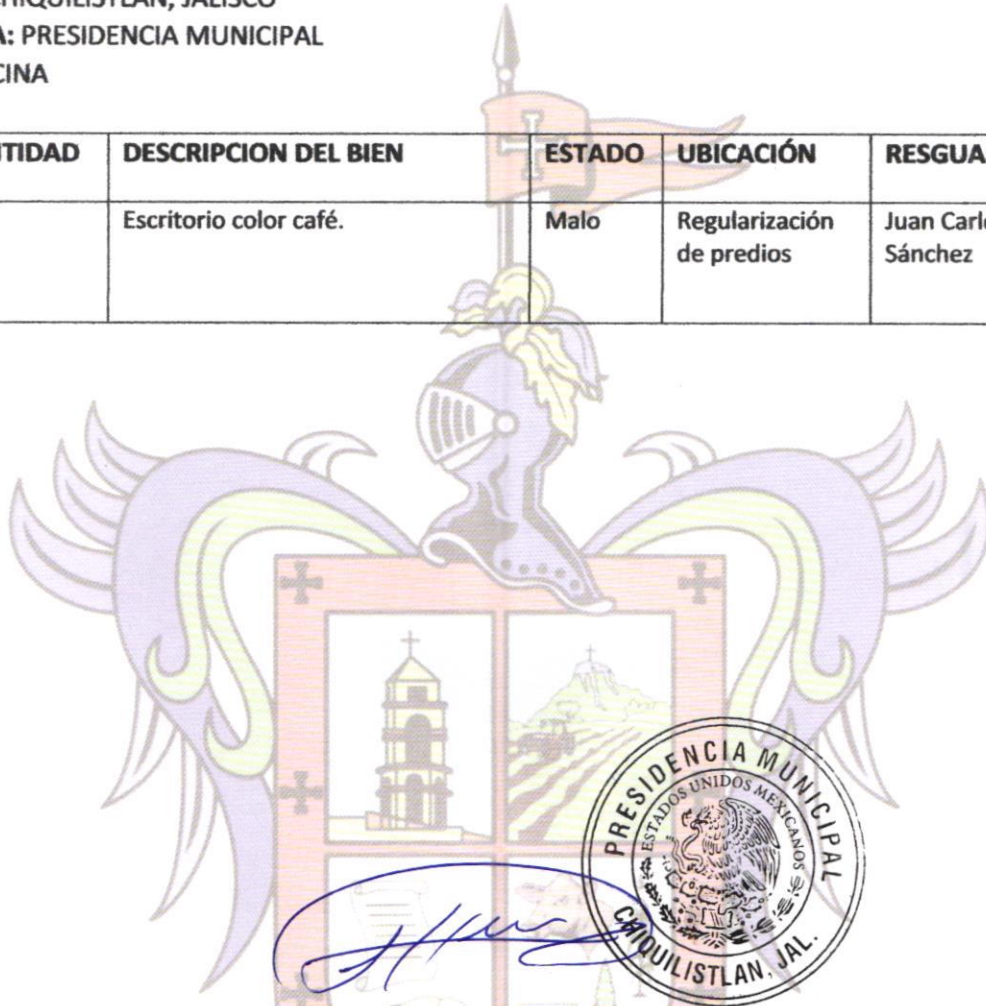 CHIQUILISTLAN, JALISCO
A: PRESIDENCIA MUNICIPAL
CINA
TIDAD DESCRIPCION DEL BIEN ESTADO UBICACIÓN RESGUA
Escritorio color café. Malo Regularización Juan Carl
de predios Sánchez
PRESIDENCIA MUNICIPAL
ESTADOS UNIDOS MEXICANOS
CHIQUILISTLAN, JAL.